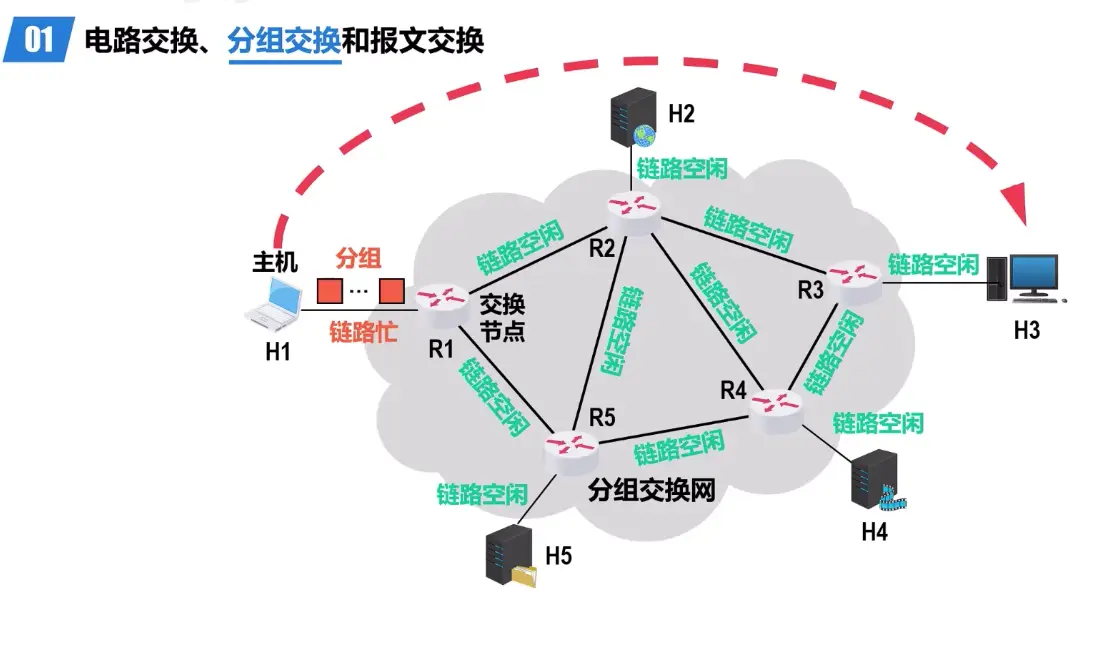 01 电路交换、分组交换和报文交换
H2
链路空闲
链路空闲
R2
链路空闲
主机
分组
...
链路忙
H1
R1
交换
节点
链路空闲
链路空闲
R3
链路空闲
H3
链路空闲
链路空闲
R4
链路空闲
R5
链路空闲
链路空闲
分组交换网
链路空闲
H5
H4